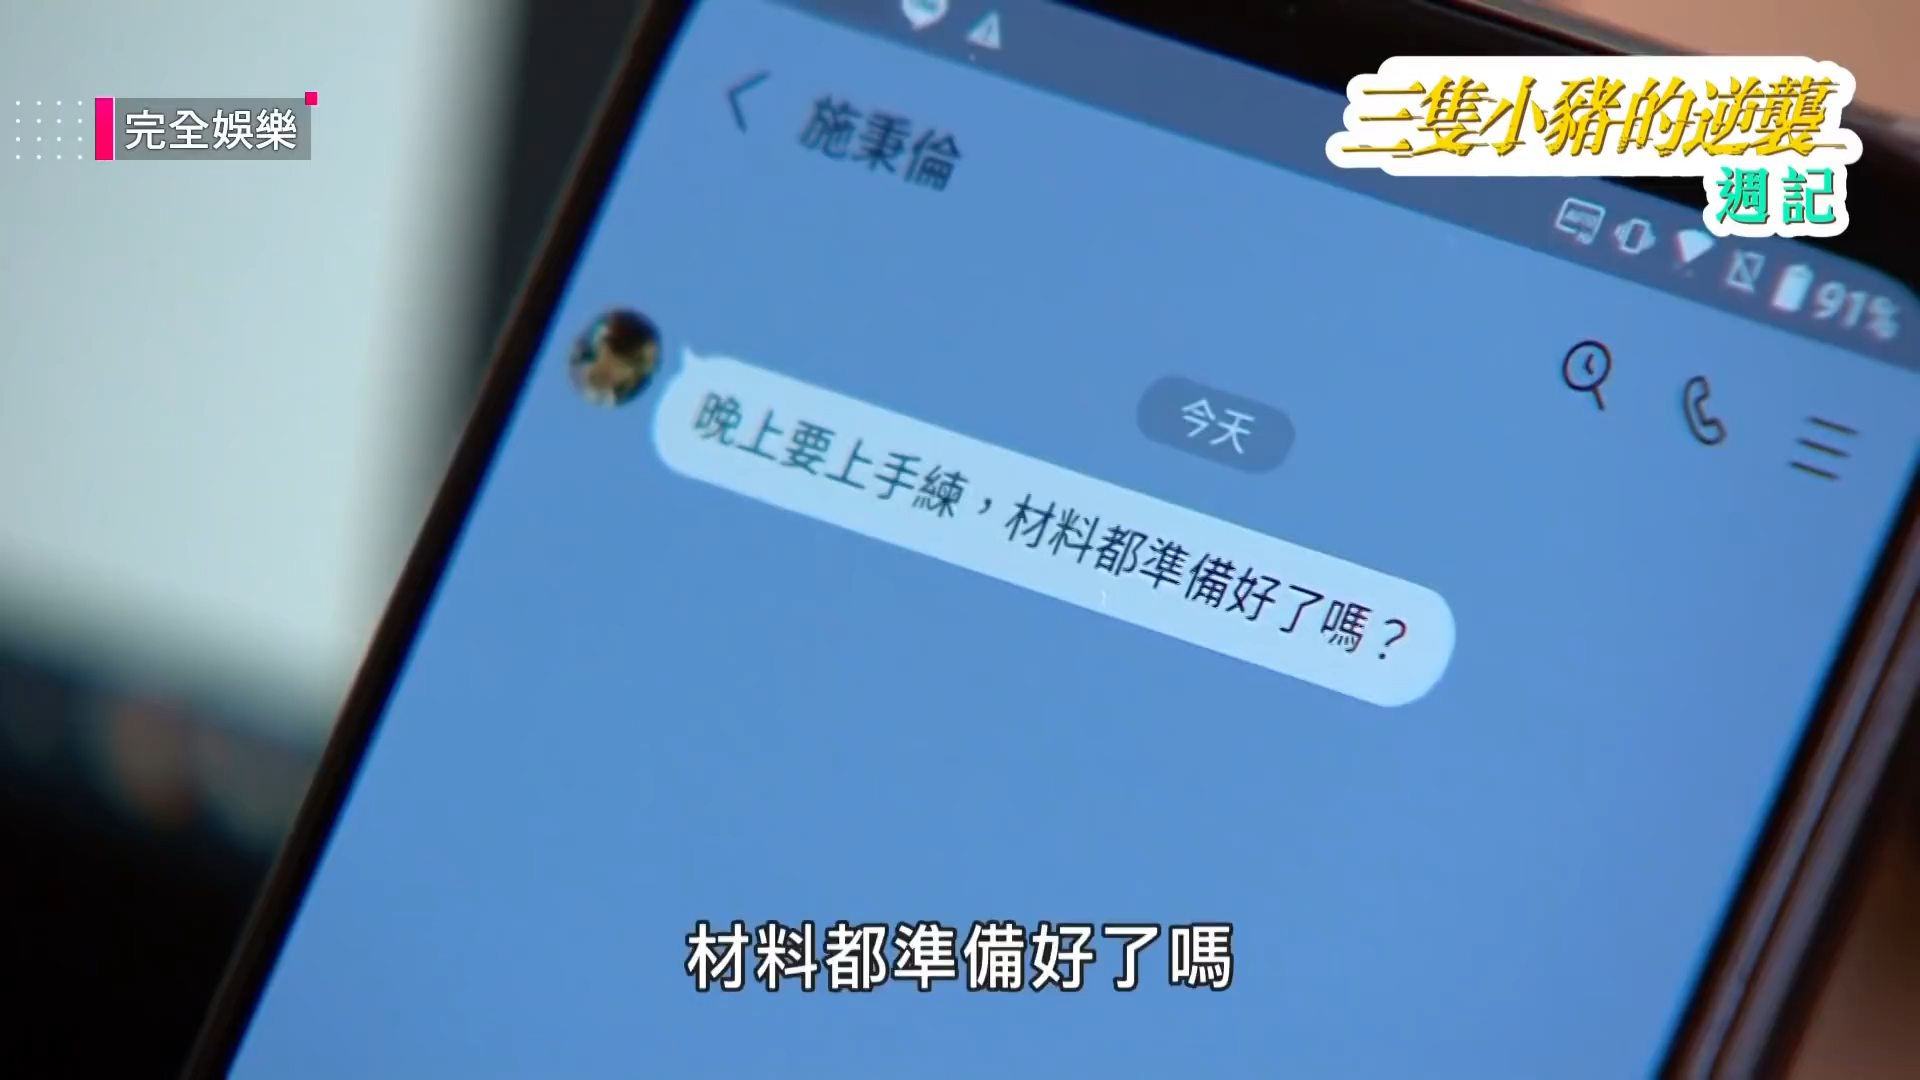 完全娛樂
三隻小豬的逆襲
週記
91%
施秉倫
今天
晚上要上手練，材料都準備好了嗎？
材料都準備好了嗎